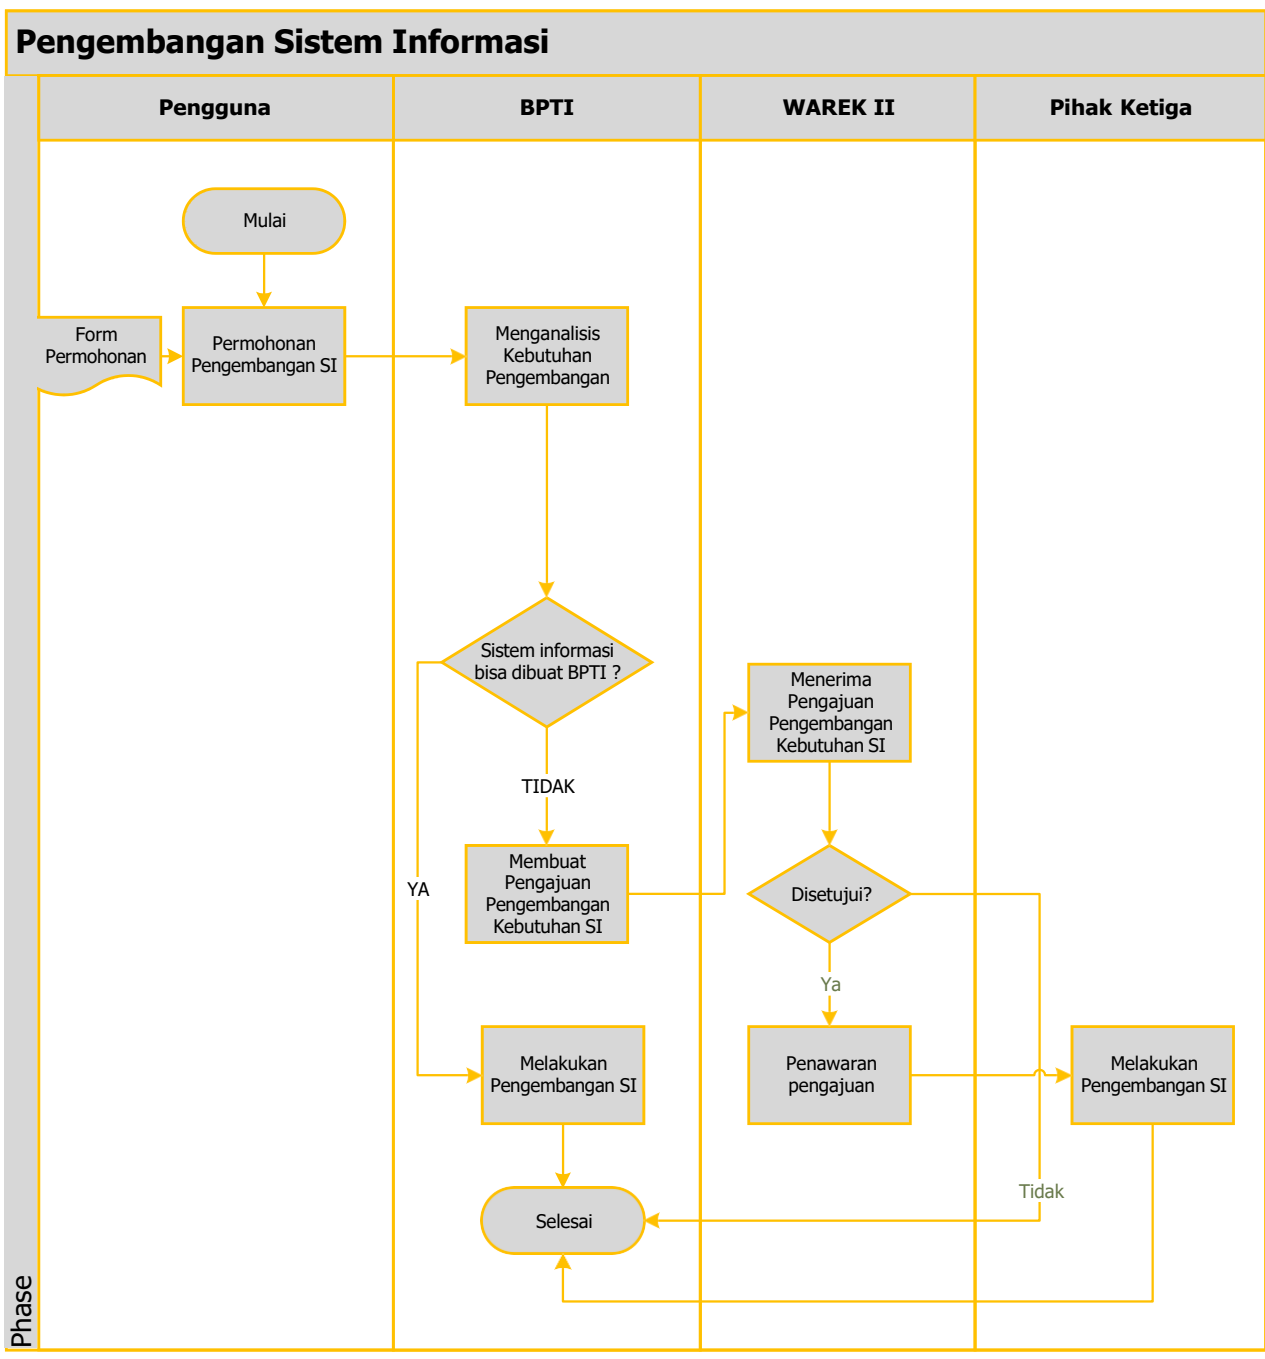 Pengembangan Sistem Informasi
Pengguna
BPTI
WAREK II
Pihak Ketiga
Mulai
Form
Permohonan
Permohonan
Pengembangan SI
Menganalisis
Kebutuhan
Pengembangan
Sistem informasi
bisa dibuat BPTI ?
Menerima
Pengajuan
Pengembangan
Kebutuhan SI
TIDAK
YA
Membuat
Pengajuan
Pengembangan
Kebutuhan SI
Disetujui?
Ya
Melakukan
Pengembangan SI
Penawaran
pengajuan
Melakukan
Pengembangan SI
Tidak
Selesai
Phase